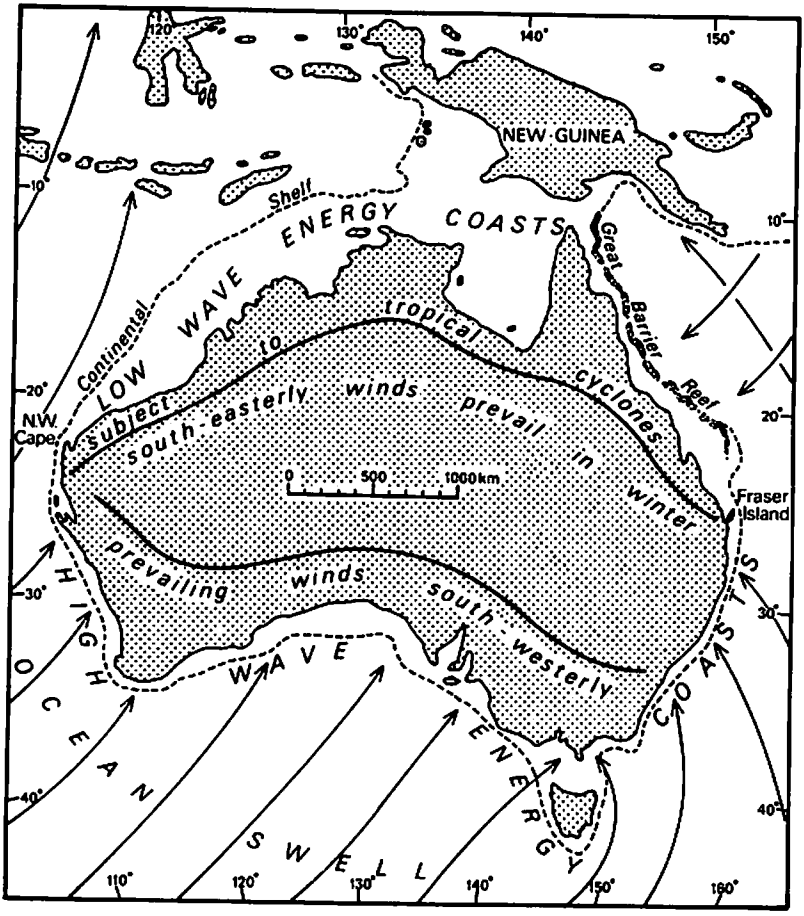 120° 130° 140° 150°
NEW GUINEA
10°
Shelf
10°
LOW WAVE ENERGY COASTS
Great Barrier Reef
Continental
subject to tropical cyclones
20°
20°
N.W. Cape
south-easterly winds prevail in winter
0 500 1000km
Fraser Island
prevailing winds south-westerly
30°
30°
HIGH WAVE ENERGY COASTS
OCEAN SWELL
40°
40°
110° 120° 130° 140° 150° 160°